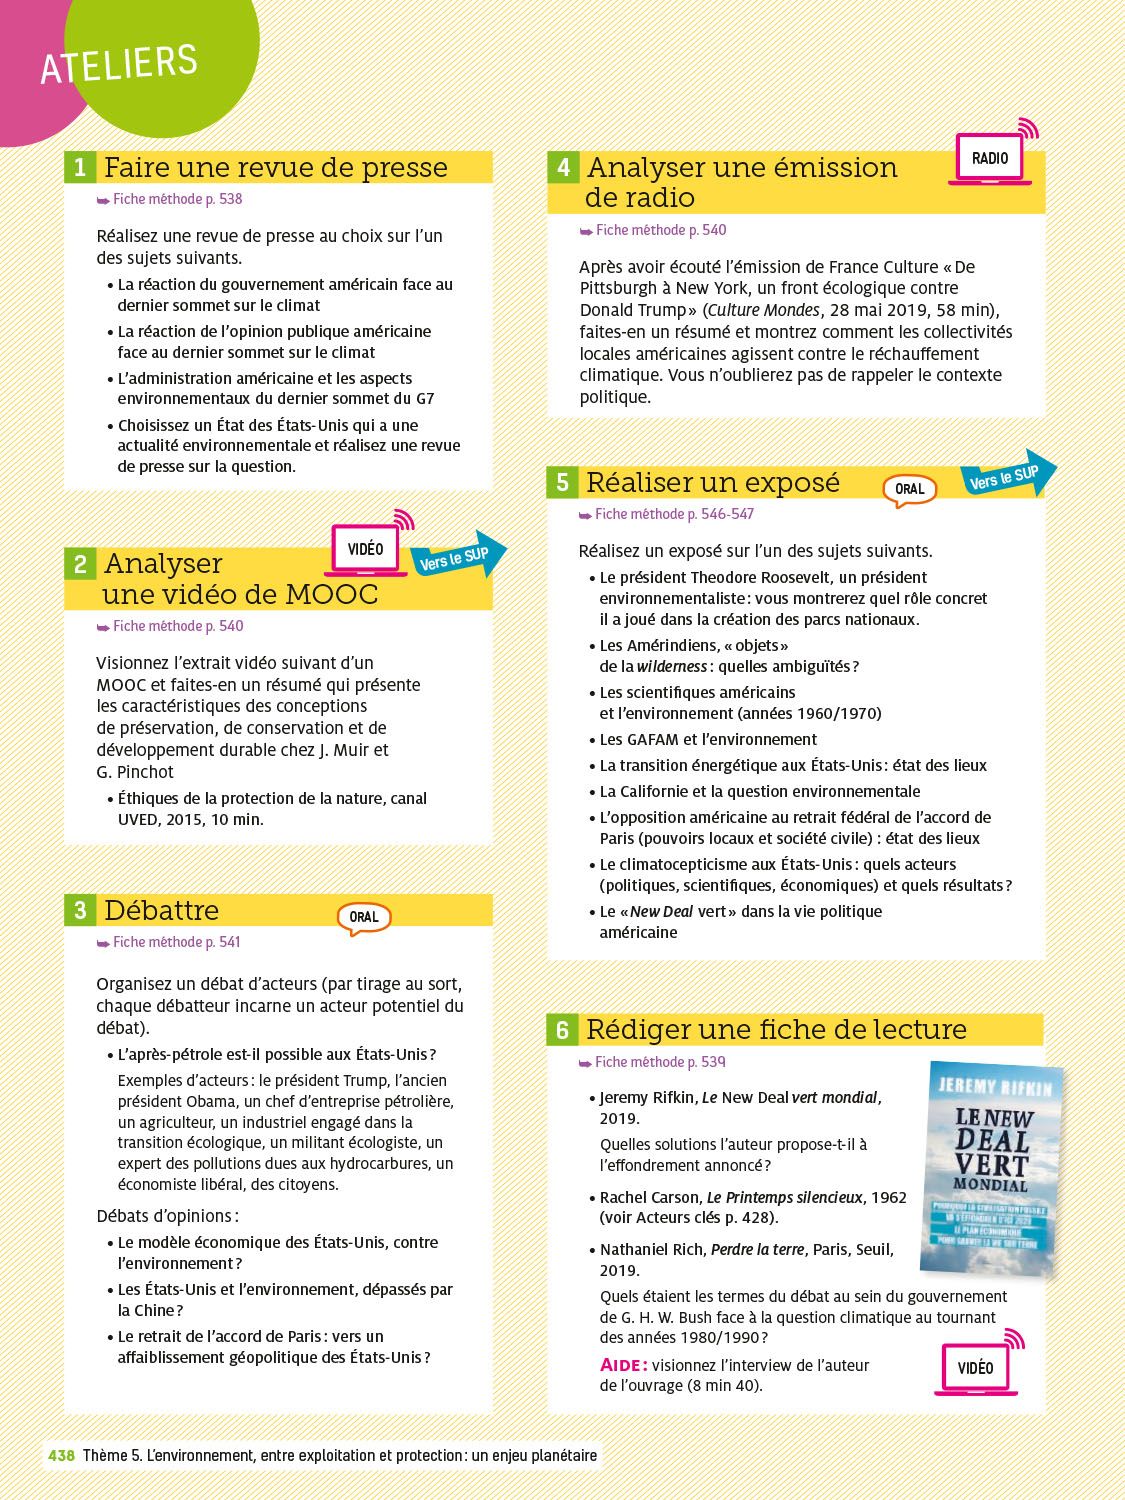 ATELIERS
1 Faire une revue de presse
Fiche méthode p. 538
Réalisez une revue de presse au choix sur l’un
des sujets suivants.
• La réaction du gouvernement américain face au
dernier sommet sur le climat
• La réaction de l’opinion publique américaine
face au dernier sommet sur le climat
• L’administration américaine et les aspects
environnementaux du dernier sommet du G7
• Choisissez un État des États-Unis qui a une
actualité environnementale et réalisez une revue
de presse sur la question.
2 Analyser
une vidéo de MOOC
VIDÉO
Vers le SUP
Fiche méthode p. 540
Visionnez l’extrait vidéo suivant d’un
MOOC et faites-en un résumé qui présente
les caractéristiques des conceptions
de préservation, de conservation et de
développement durable chez J. Muir et
G. Pinchot
• Éthiques de la protection de la nature, canal
UVED, 2015, 10 min.
3 Débattre
ORAL
Fiche méthode p. 541
Organisez un débat d’acteurs (par tirage au sort,
chaque débatteur incarne un acteur potentiel du
débat).
• L’après-pétrole est-il possible aux États-Unis ?
Exemples d’acteurs : le président Trump, l’ancien
président Obama, un chef d’entreprise pétrolière,
un agriculteur, un industriel engagé dans la
transition écologique, un militant écologiste, un
expert des pollutions dues aux hydrocarbures, un
économiste libéral, des citoyens.
Débats d’opinions :
• Le modèle économique des États-Unis, contre
l’environnement ?
• Les États-Unis et l’environnement, dépassés par
la Chine ?
• Le retrait de l’accord de Paris : vers un
affaiblissement géopolitique des États-Unis ?
4 Analyser une émission
de radio
RADIO
Fiche méthode p. 540
Après avoir écouté l’émission de France Culture « De
Pittsburgh à New York, un front écologique contre
Donald Trump » (Culture Mondes, 28 mai 2019, 58 min),
faites-en un résumé et montrez comment les collectivités
locales américaines agissent contre le réchauffement
climatique. Vous n’oublierez pas de rappeler le contexte
politique.
5 Réaliser un exposé
ORAL
Vers le SUP
Fiche méthode p. 546-547
Réalisez un exposé sur l’un des sujets suivants.
• Le président Theodore Roosevelt, un président
environnementaliste : vous montrerez quel rôle concret
il a joué dans la création des parcs nationaux.
• Les Amérindiens, « objets »
de la wilderness : quelles ambiguïtés ?
• Les scientifiques américains
et l’environnement (années 1960/1970)
• Les GAFAM et l’environnement
• La transition énergétique aux États-Unis : état des lieux
• La Californie et la question environnementale
• L’opposition américaine au retrait fédéral de l’accord de
Paris (pouvoirs locaux et société civile) : état des lieux
• Le climatocepticisme aux États-Unis : quels acteurs
(politiques, scientifiques, économiques) et quels résultats ?
• Le « New Deal vert » dans la vie politique
américaine
6 Rédiger une fiche de lecture
Fiche méthode p. 539
• Jeremy Rifkin, Le New Deal vert mondial,
2019.
Quelles solutions l’auteur propose-t-il à
l’effondrement annoncé ?
• Rachel Carson, Le Printemps silencieux, 1962
(voir Acteurs clés p. 428).
• Nathaniel Rich, Perdre la terre, Paris, Seuil,
2019.
Quels étaient les termes du débat au sein du gouvernement
de G. H. W. Bush face à la question climatique au tournant
des années 1980/1990 ?
AIDE : visionnez l’interview de l’auteur
de l’ouvrage (8 min 40).
VIDÉO
JEREMY RIFKIN
LE NEW
DEAL
VERT
MONDIAL
POURQUOI LA CIVILISATION FOSSILE
VA S'EFFONDRER D'ICI 2028
LE PLAN ÉCONOMIQUE
POUR SAUVER LA VIE SUR TERRE
438 Thème 5. L’environnement, entre exploitation et protection : un enjeu planétaire